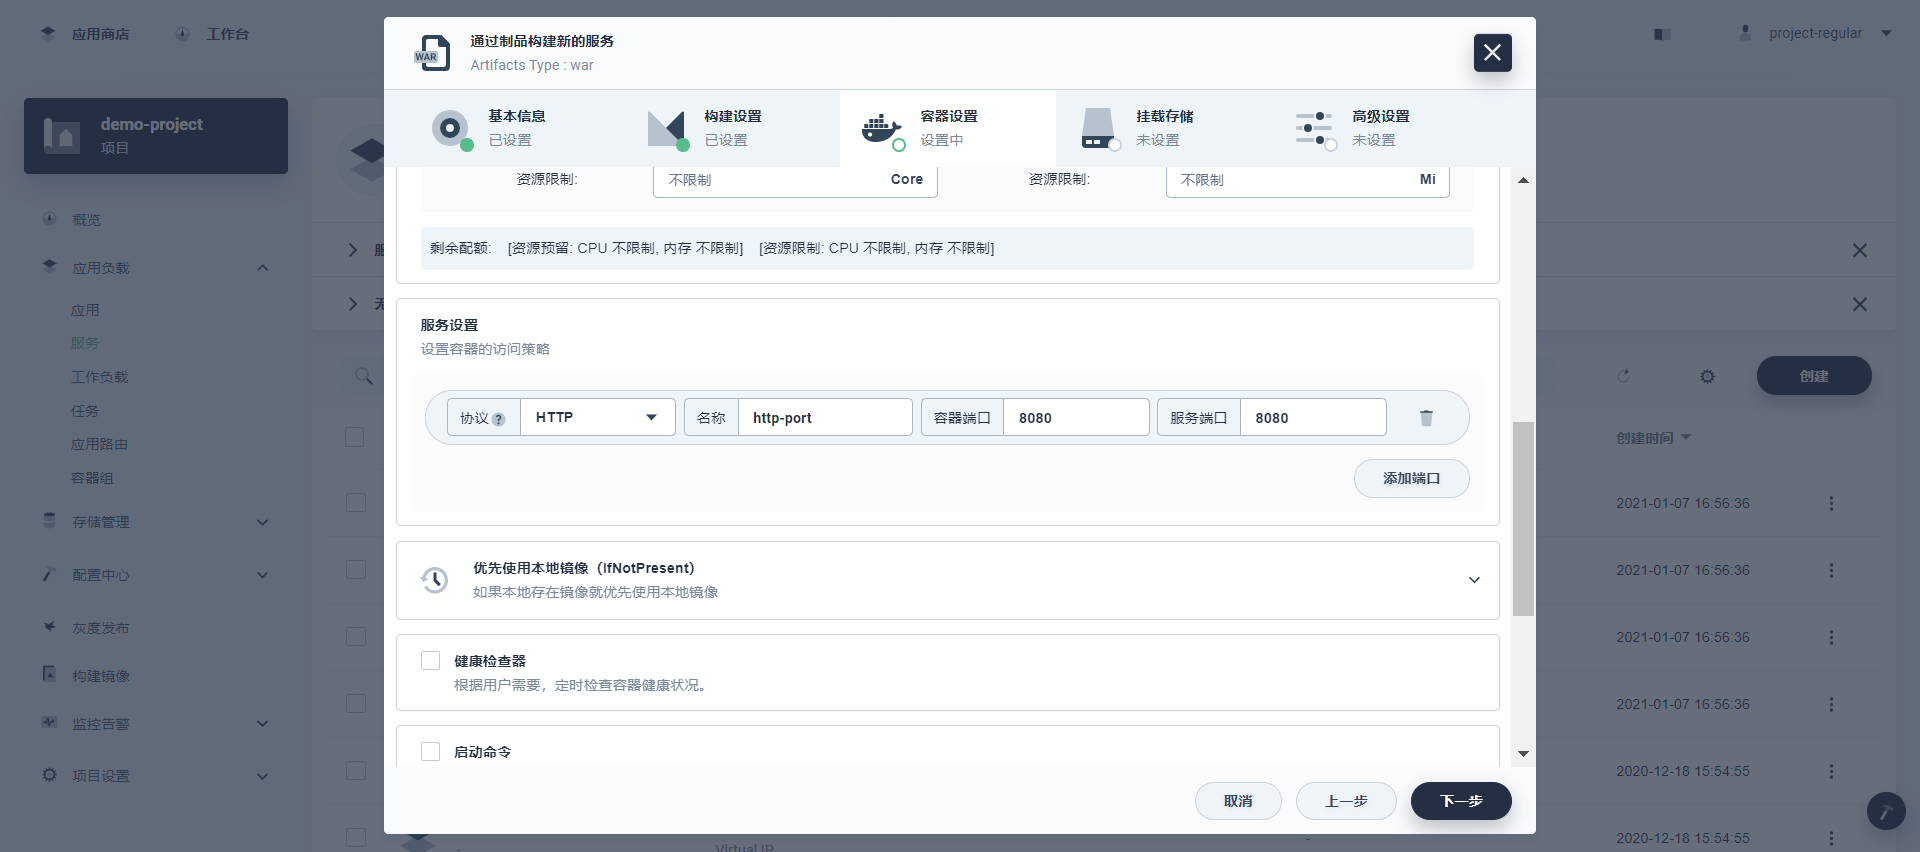 应用商店
工作台
project-regular
demo-project
项目
概览
应用负载
应用
服务
工作负载
任务
应用路由
容器组
存储管理
配置中心
灰度发布
构建镜像
监控告警
项目设置
WAR
通过制品构建新的服务
Artifacts Type : war
基本信息
已设置
构建设置
已设置
容器设置
设置中
挂载存储
未设置
高级设置
未设置
资源限制: 不限制 Core 资源限制: 不限制 Mi
剩余配额: [资源预留: CPU 不限制, 内存 不限制] [资源限制: CPU 不限制, 内存 不限制]
服务设置
设置容器的访问策略
协议 ? HTTP 名称 http-port 容器端口 8080 服务端口 8080
添加端口
优先使用本地镜像（IfNotPresent）
如果本地存在镜像就优先使用本地镜像
健康检查器
根据用户需要，定时检查容器健康状况。
启动命令
取消 上一步 下一步
创建
创建时间
2021-01-07 16:56:36
2021-01-07 16:56:36
2021-01-07 16:56:36
2021-01-07 16:56:36
2020-12-18 15:54:55
2020-12-18 15:54:55
- Virtual IP -